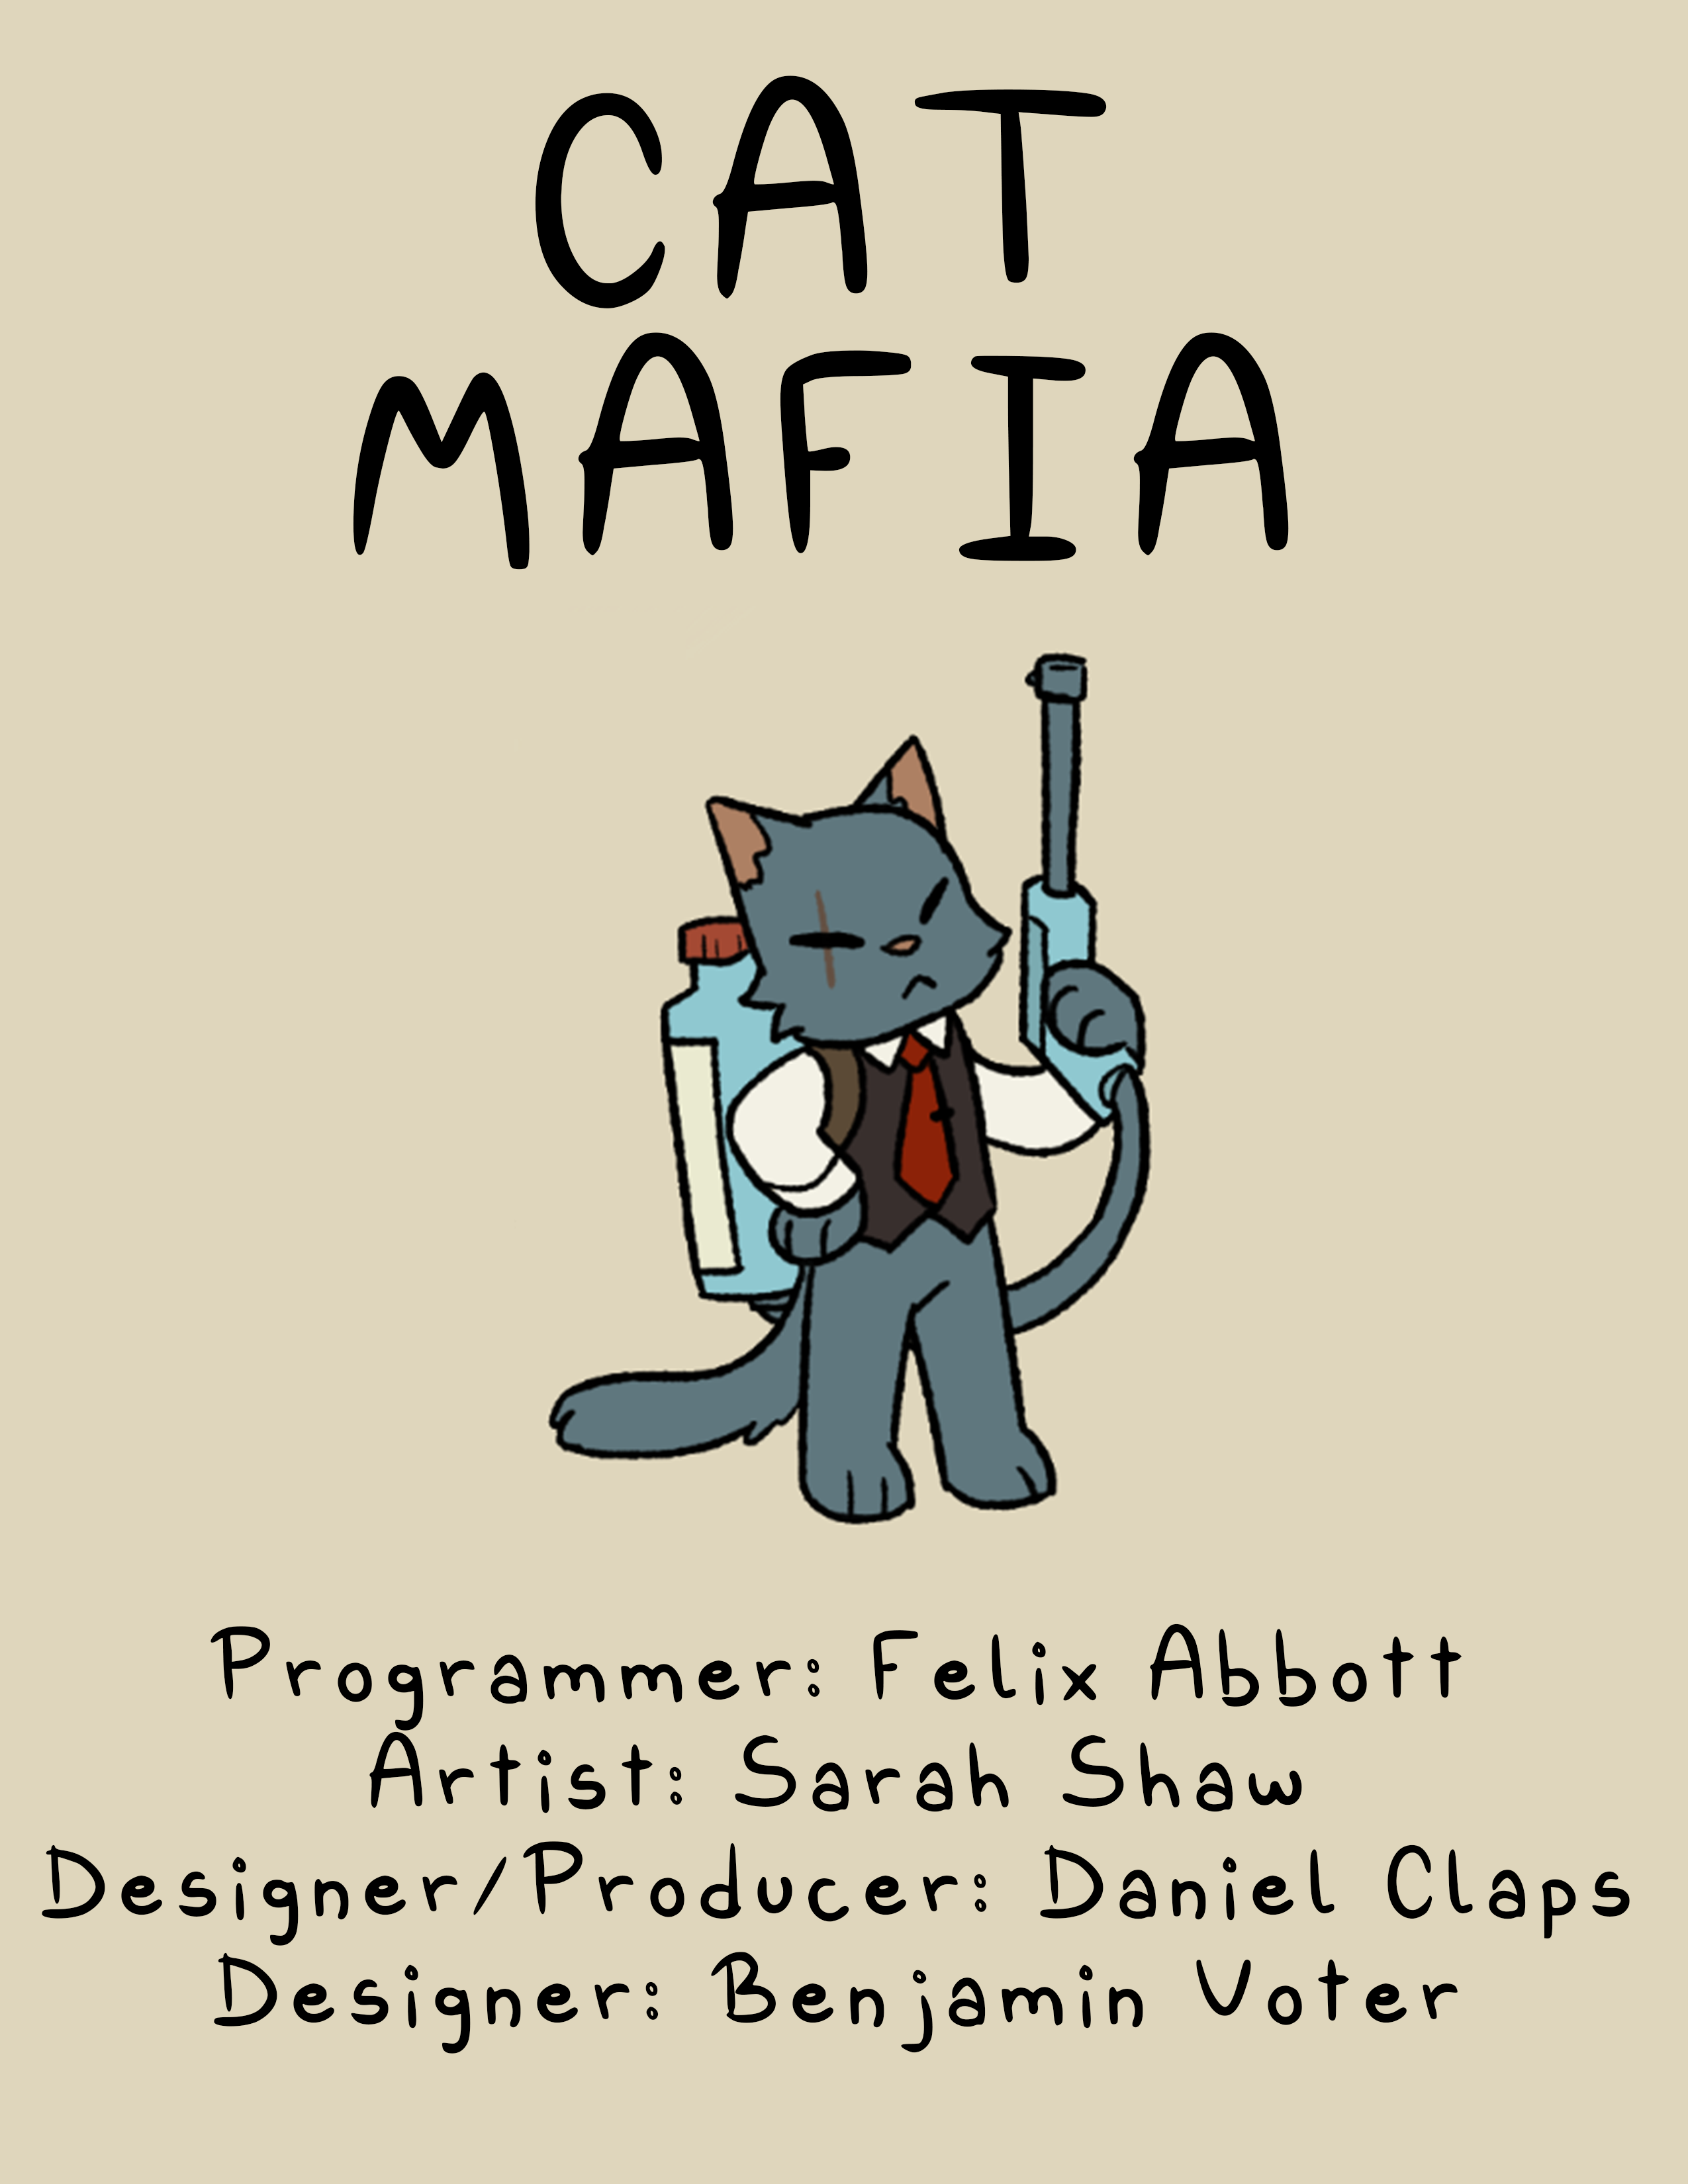 CAT
MAFIA
Programmer: Felix Abbott
Artist: Sarah Shaw
Designer/Producer: Daniel Claps
Designer: Benjamin Voter